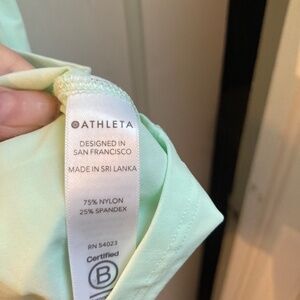 ATHLETA
DESIGNED IN
SAN FRANCISCO
MADE IN SRI LANKA
75% NYLON
25% SPANDEX
RN 54023
Certified
B